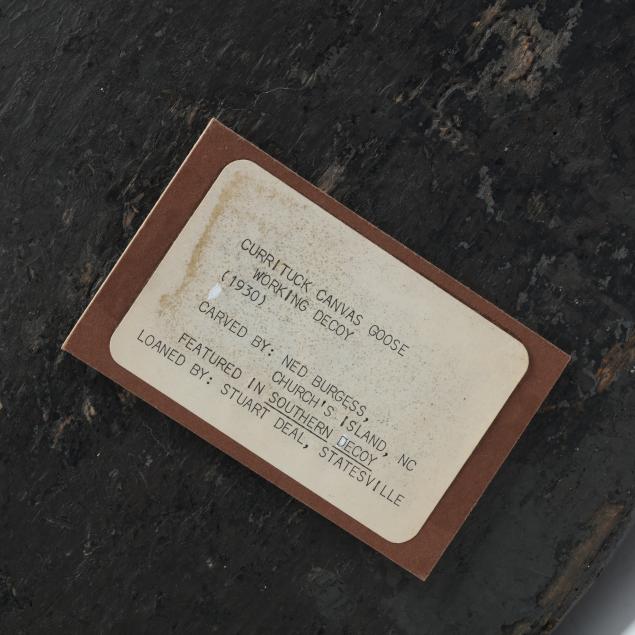 CURRITUCK CANVAS GOOSE
WORKING DECOY
(1930)
CARVED BY: NED BURGESS,
CHURCH'S ISLAND, NC
FEATURED IN SOUTHERN DECOY
LOANED BY: STUART DEAL, STATESVILLE